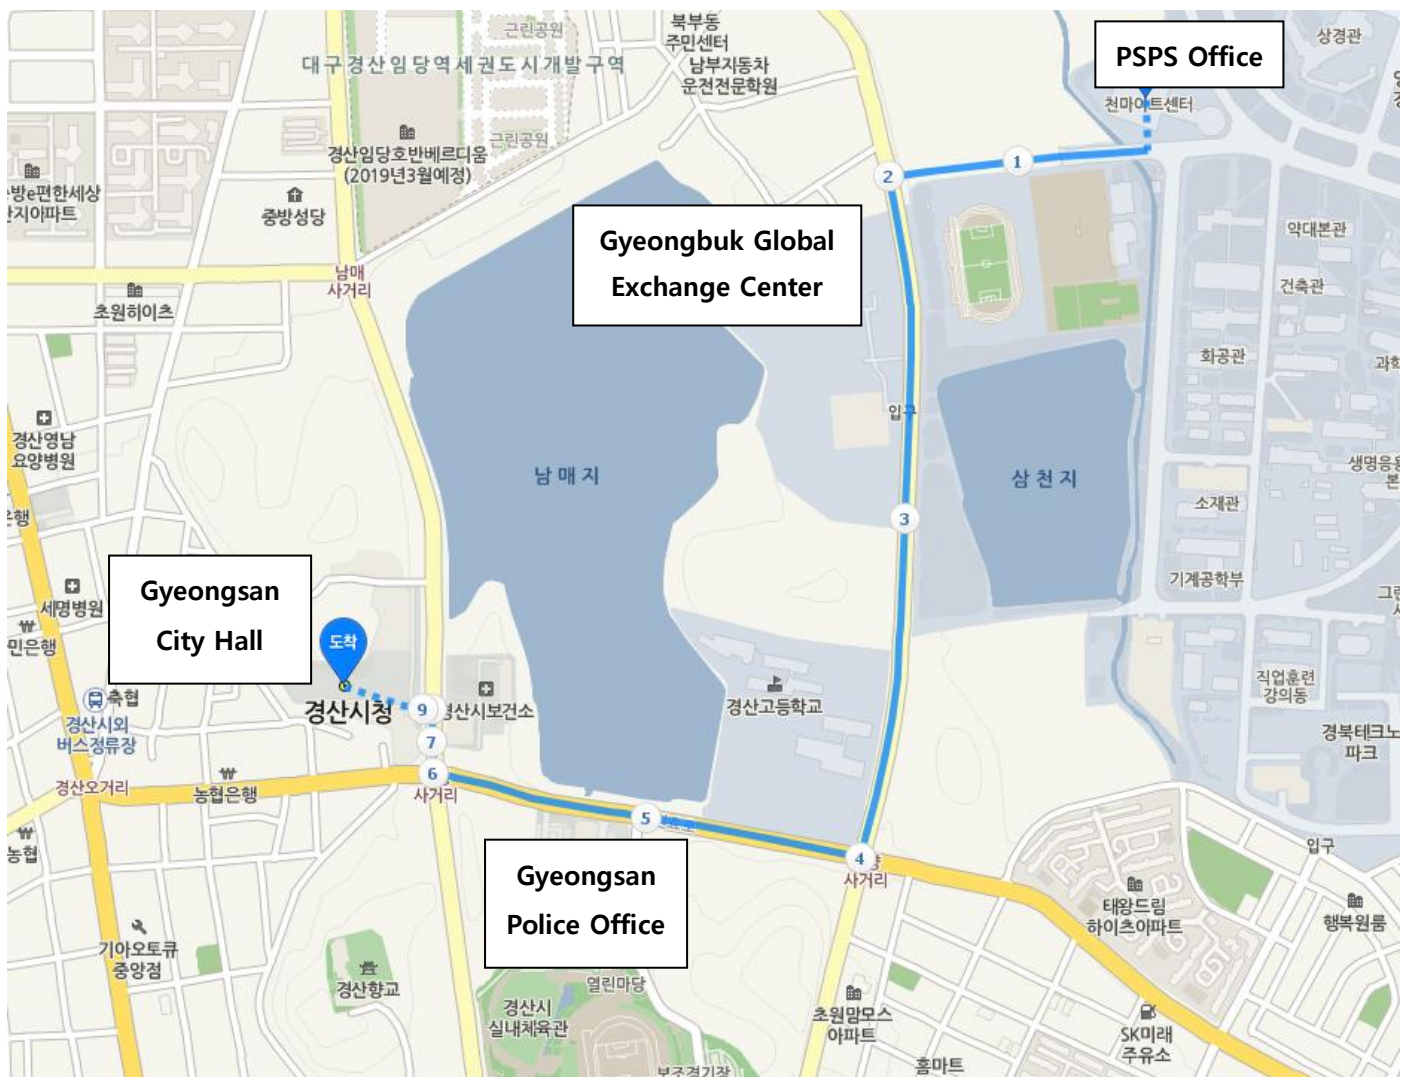 근린공원
북부동
주민센터
대구경산임당역세권도시개발구역
남부자동차
운전전문학원
PSPS Office
상경관
천마아트센터
경산임당호반베르디움
(2019년3월예정)
근린공원
1
2
중방성당
Gyeongbuk Global
Exchange Center
약대본관
건축관
남매
사거리
초원하이츠
화공관
입구
경산영남
요양병원
남매지
삼천지
소재관
3
기계공학부
Gyeongsan
City Hall
세명병원
도착
축협
경산시외
버스정류장
경산시청
9
경산시보건소
경산고등학교
직업훈련
강의동
경북테크노
파크
7
6
사거리
경산오거리
농협은행
5
4
사거리
농협
Gyeongsan
Police Office
입구
태왕드림
하이츠아파트
행복원룸
기아오토큐
중앙점
경산향교
열린마당
경산시
실내체육관
초원맘모스
아파트
SK미래
주유소
홈마트
보조경기장